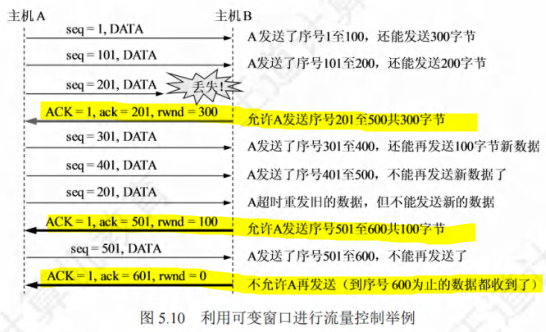 主机A 主机B
seq = 1, DATA A发送了序号1至100，还能发送300字节
seq = 101, DATA A发送了序号101至200，还能发送200字节
seq = 201, DATA 丢失!
ACK = 1, ack = 201, rwnd = 300 允许A发送序号201至500共300字节
seq = 301, DATA A发送了序号301至400，还能再发送100字节新数据
seq = 401, DATA A发送了序号401至500，不能再发送新数据了
seq = 201, DATA A超时重发旧的数据，但不能发送新的数据
ACK = 1, ack = 501, rwnd = 100 允许A发送序号501至600共100字节
seq = 501, DATA A发送了序号501至600，不能再发送了
ACK = 1, ack = 601, rwnd = 0 不允许A再发送（到序号 600为止的数据都收到了）
图 5.10 利用可变窗口进行流量控制举例